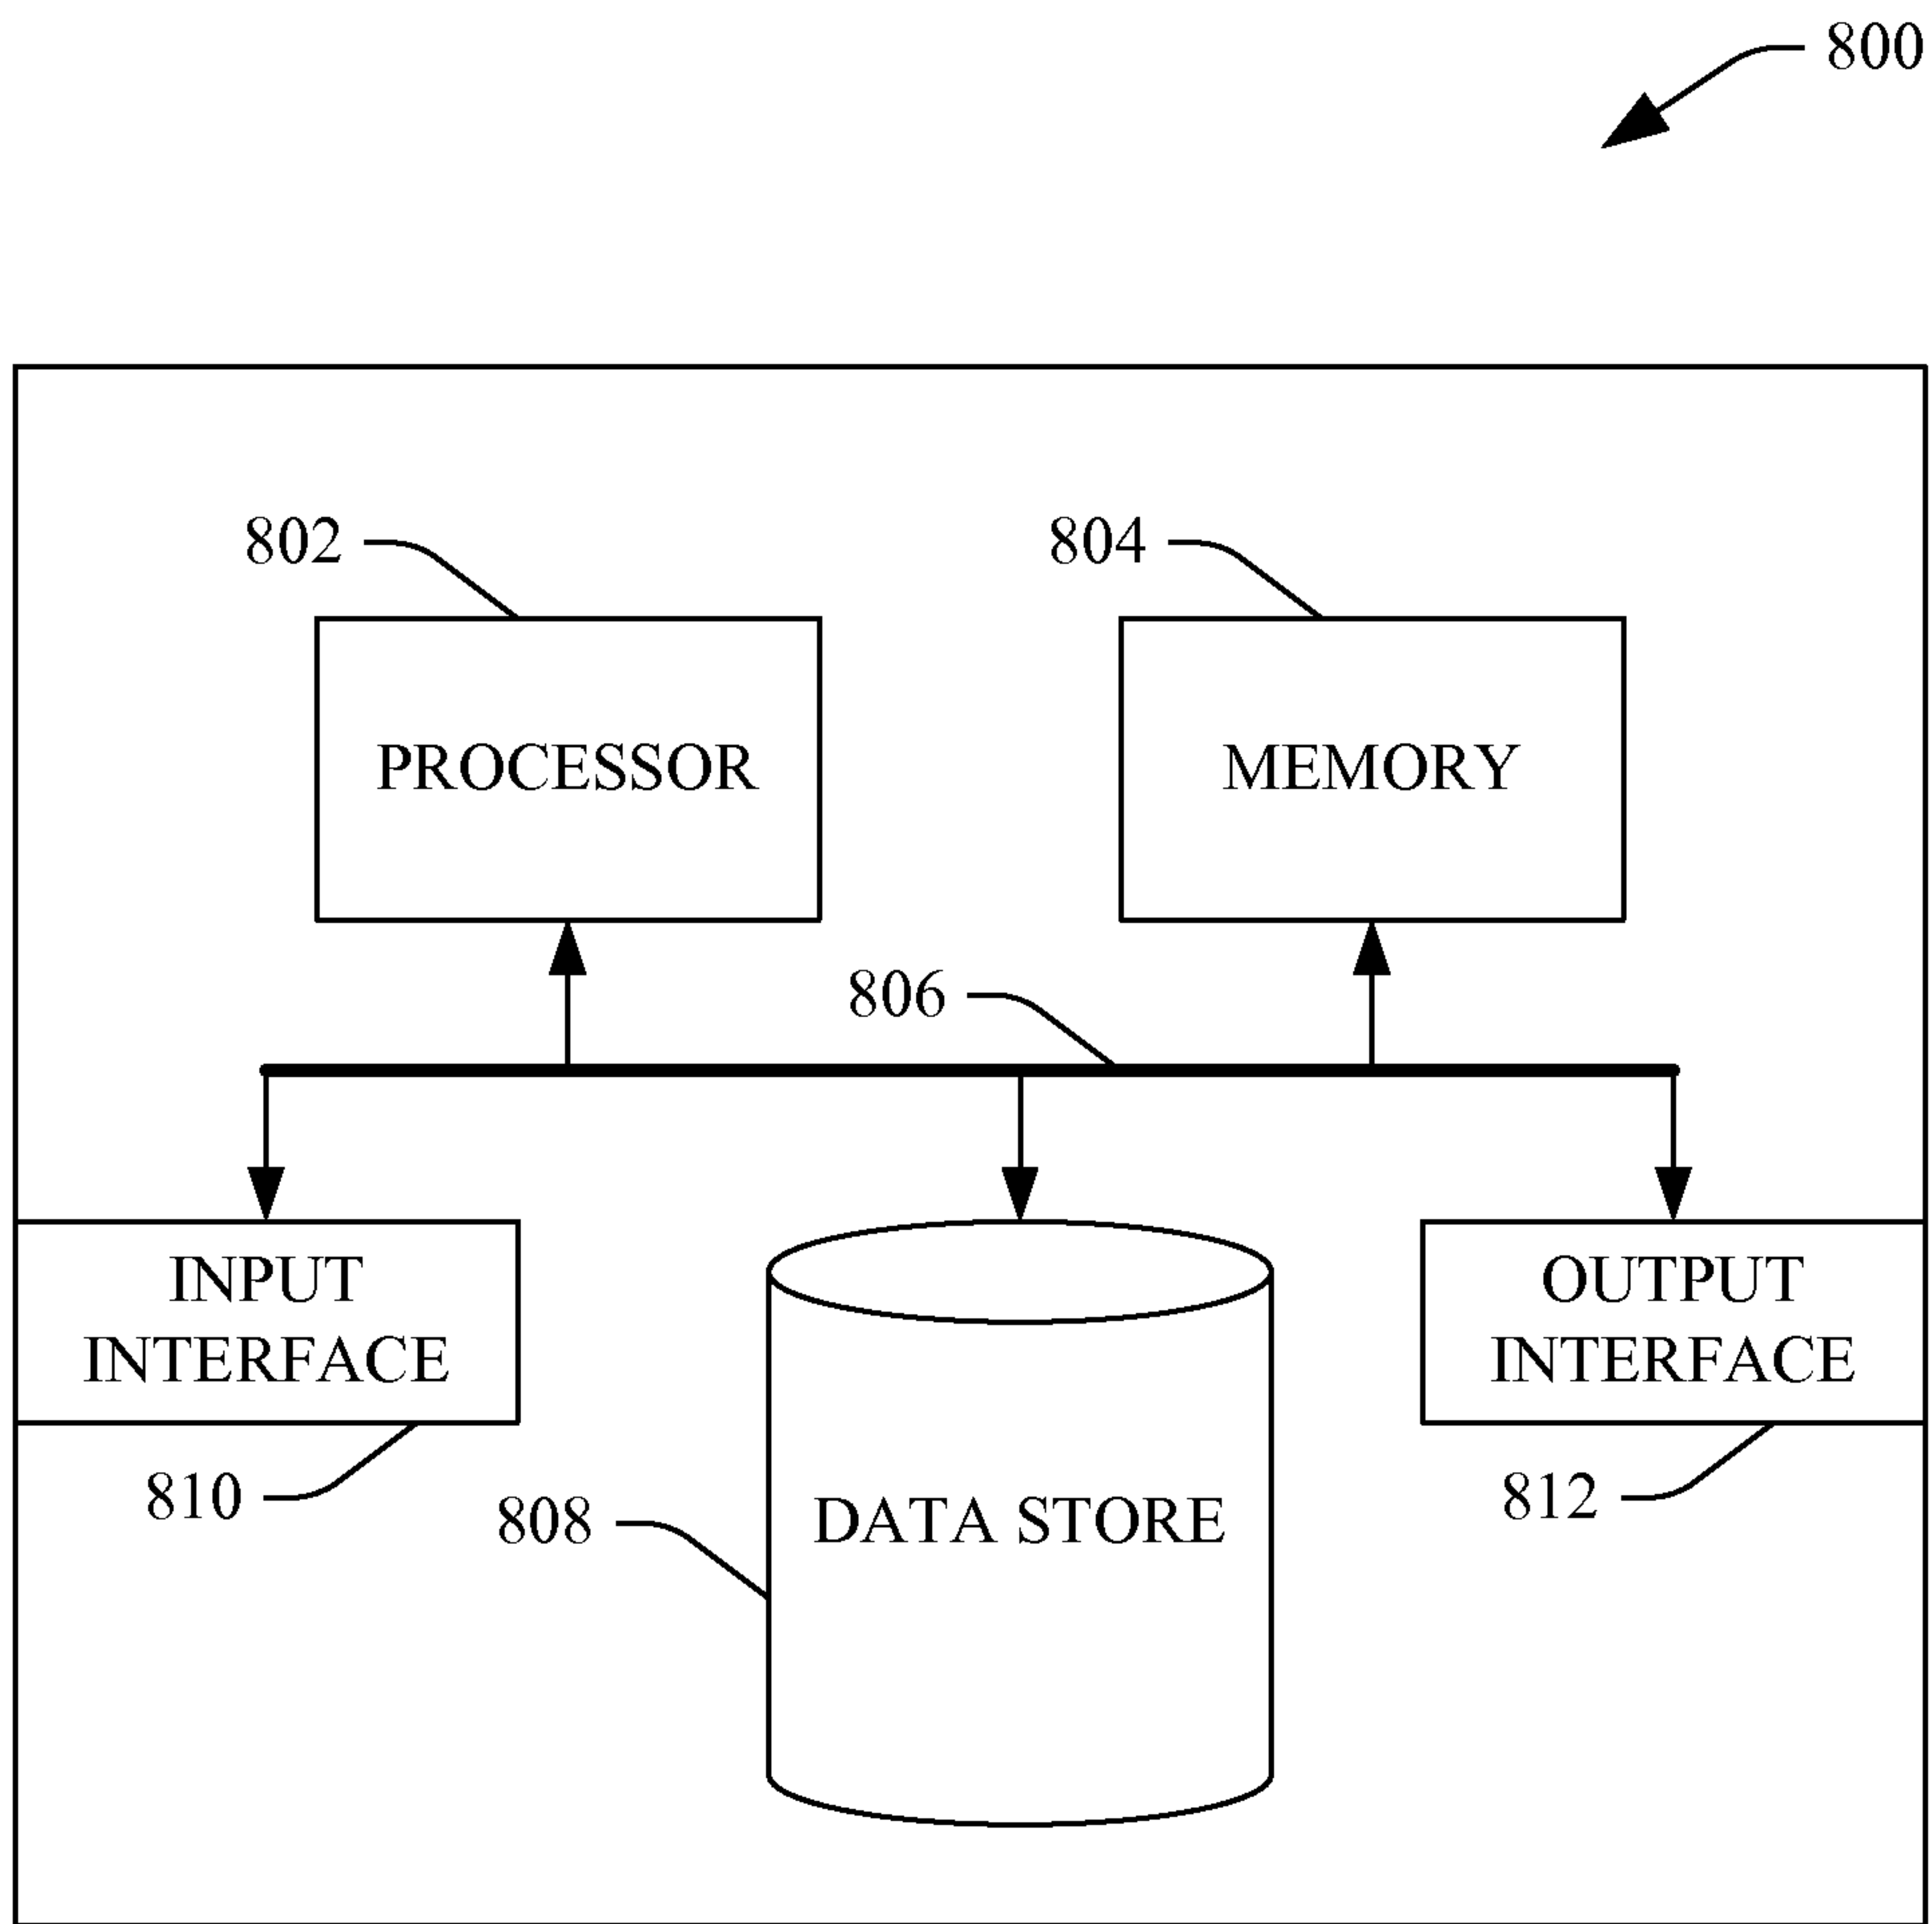 800
802
804
PROCESSOR
MEMORY
806
INPUT
INTERFACE
OUTPUT
INTERFACE
810
808
DATA STORE
812